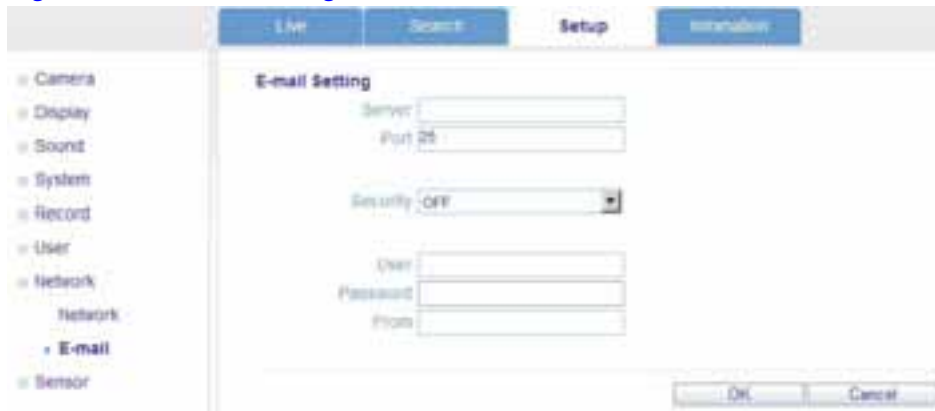 Live Search Setup Information
Camera
Display
Sound
System
Record
User
Network
Network
E-mail
Sensor
E-mail Setting
Server
Port 25
Security OFF
User
Password
From
OK Cancel